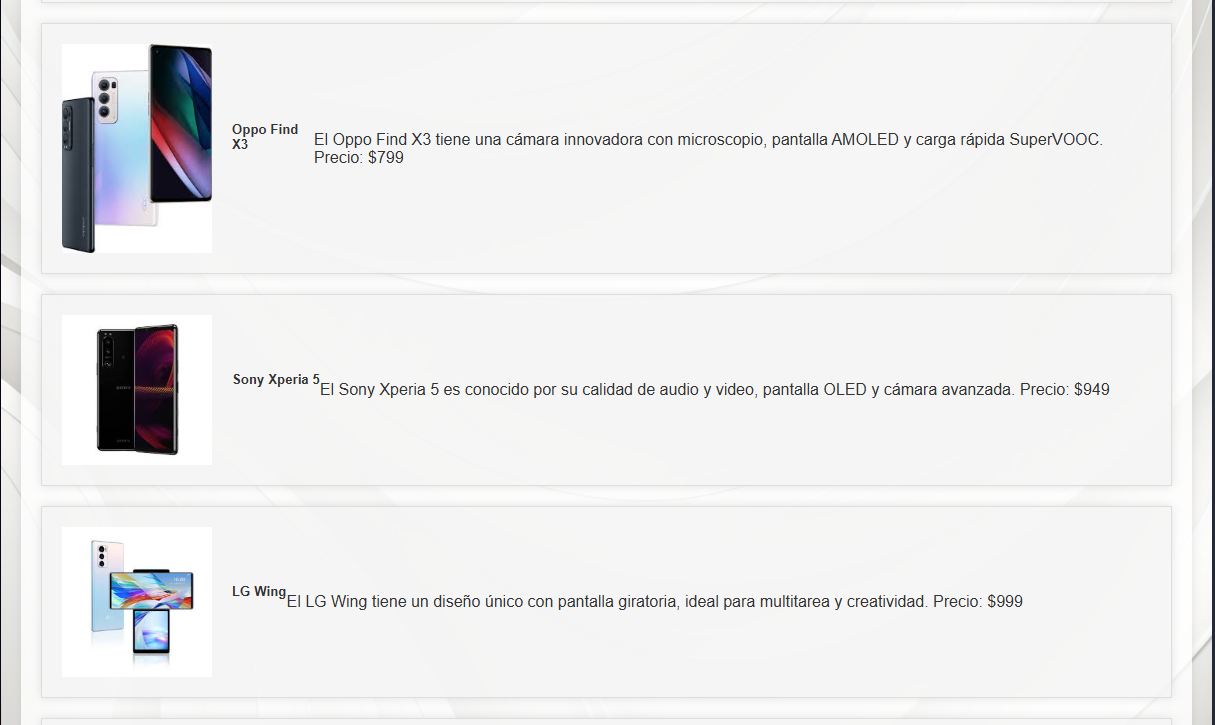 Oppo Find
X3
El Oppo Find X3 tiene una cámara innovadora con microscopio, pantalla AMOLED y carga rápida SuperVOOC.
Precio: $799
Sony Xperia 5
El Sony Xperia 5 es conocido por su calidad de audio y video, pantalla OLED y cámara avanzada. Precio: $949
SONY
LG Wing
El LG Wing tiene un diseño único con pantalla giratoria, ideal para multitarea y creatividad. Precio: $999